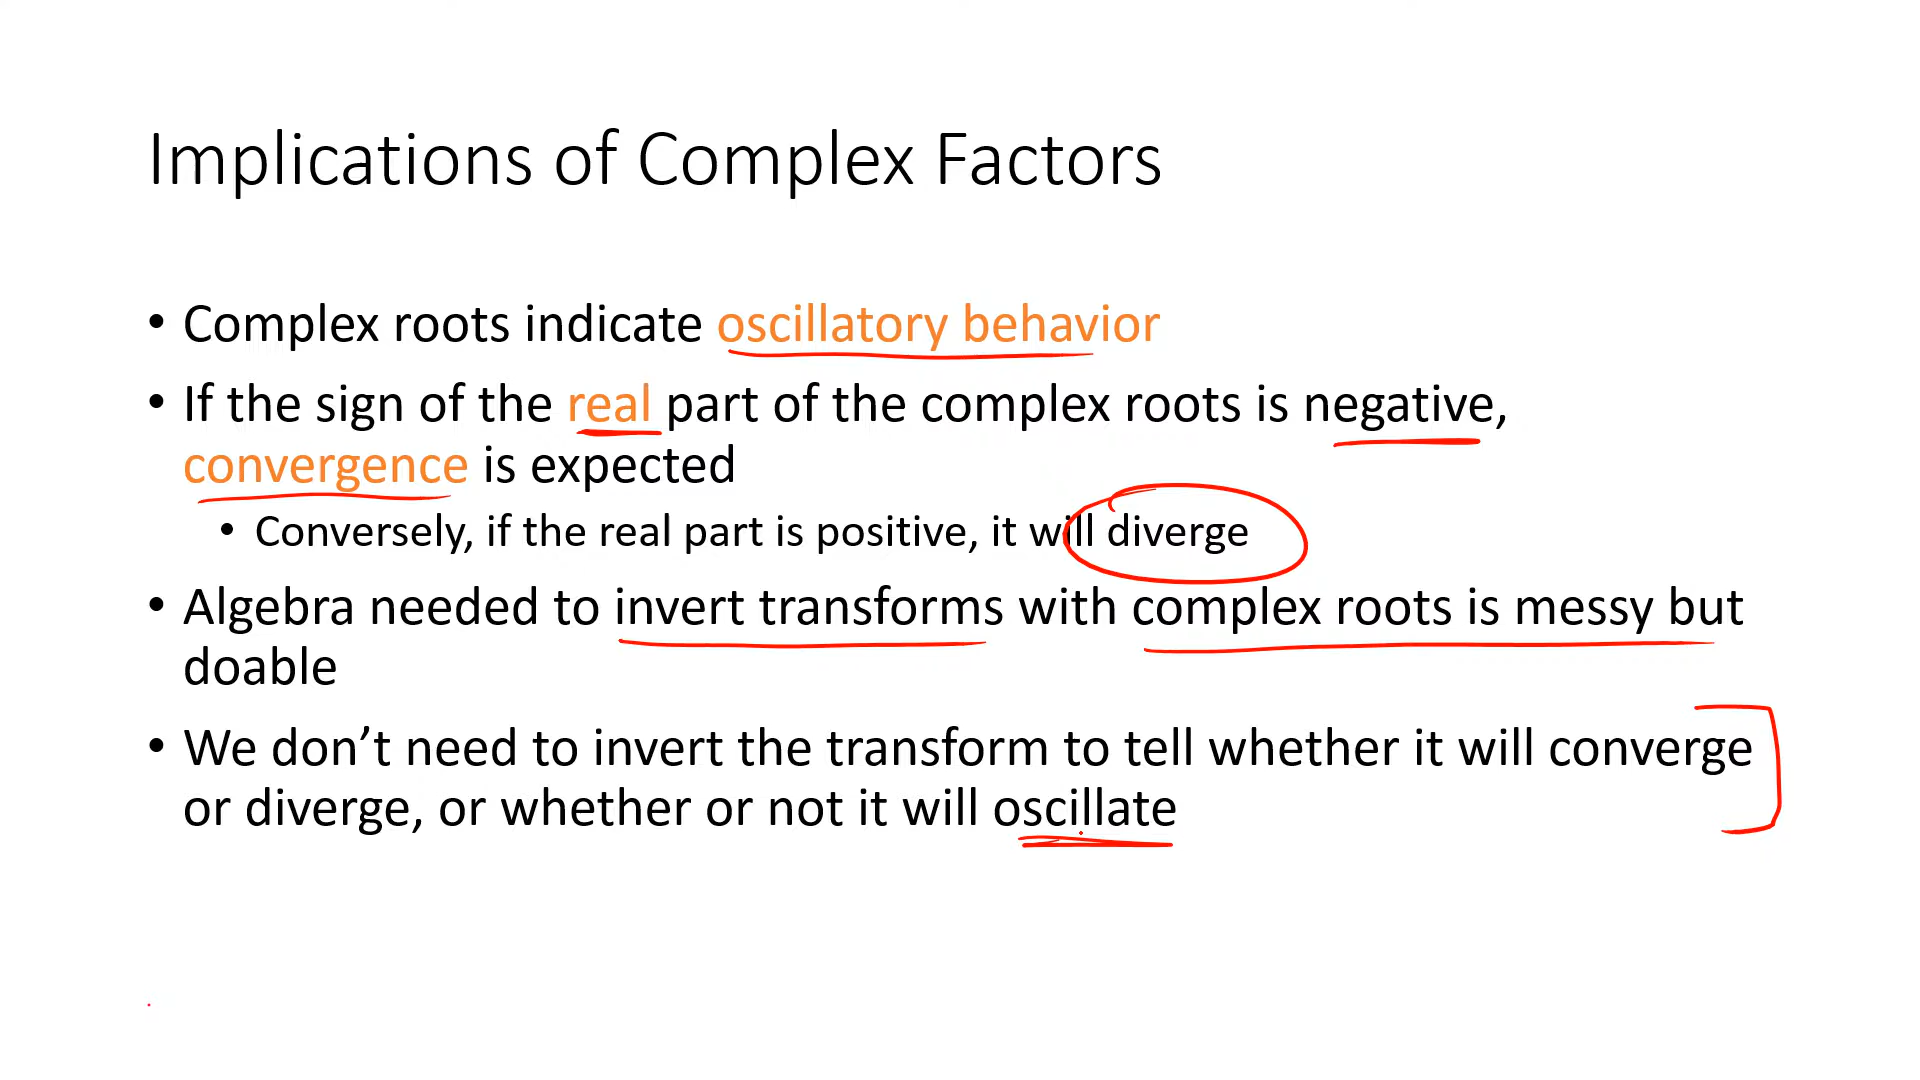 Implications of Complex Factors
• Complex roots indicate oscillatory behavior
• If the sign of the real part of the complex roots is negative,
convergence is expected
• Conversely, if the real part is positive, it will diverge
• Algebra needed to invert transforms with complex roots is messy but
doable
• We don’t need to invert the transform to tell whether it will converge
or diverge, or whether or not it will oscillate